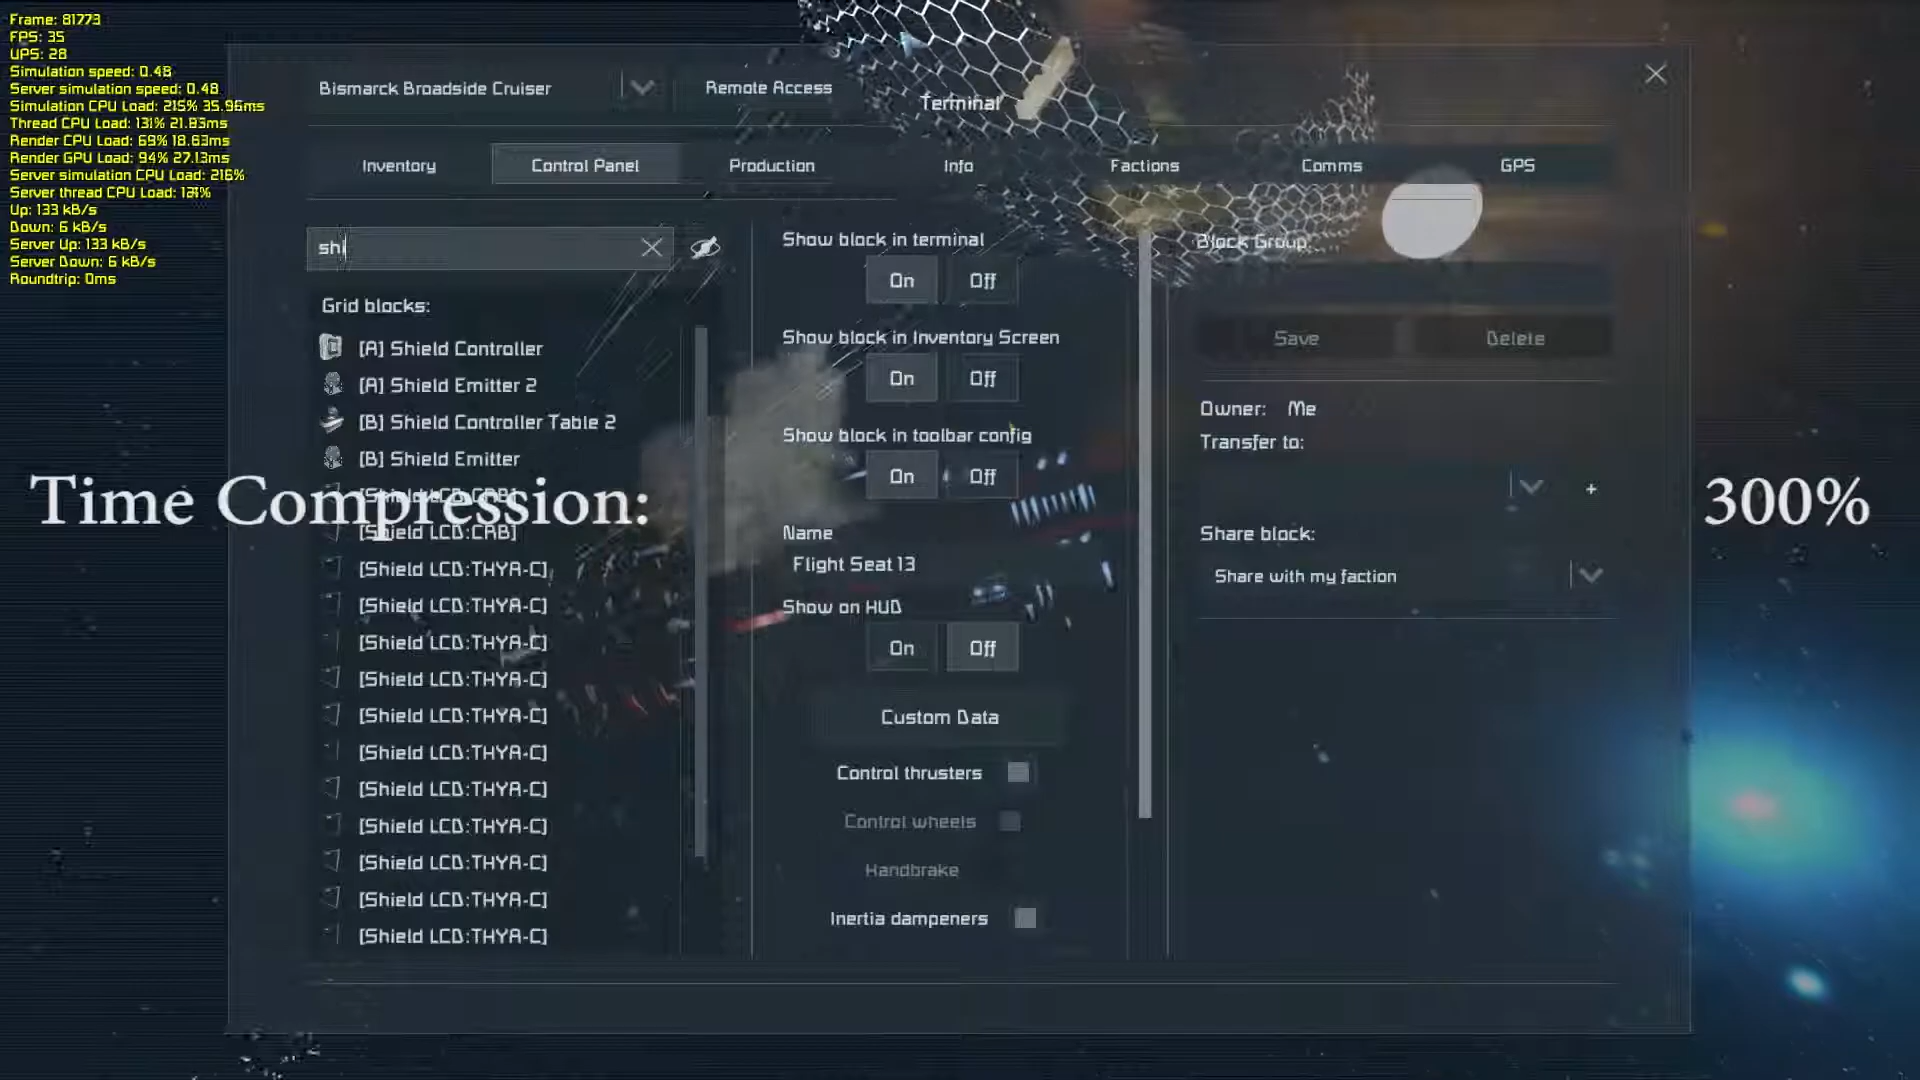 Frame: 81773
FPS: 35
UPS: 28
Simulation speed: 0.48
Server simulation speed: 0.48
Simulation CPU Load: 215% 35.96ms
Thread CPU Load: 131% 21.83ms
Render CPU Load: 69% 18.63ms
Render GPU Load: 94% 27.13ms
Server simulation CPU Load: 216%
Server thread CPU Load: 131%
Up: 133 kB/s
Down: 6 kB/s
Server Up: 133 kB/s
Server Down: 6 kB/s
Roundtrip: 0ms
Bismarck Broadside Cruiser
Remote Access
Terminal
Inventory
Control Panel
Production
Info
Factions
Comms
GPS
shi
Grid blocks:
[A] Shield Controller
[A] Shield Emitter 2
[B] Shield Controller Table 2
[B] Shield Emitter
[Shield LCD:CRB]
[Shield LCD:CRB]
[Shield LCD:THYA-C]
[Shield LCD:THYA-C]
[Shield LCD:THYA-C]
[Shield LCD:THYA-C]
[Shield LCD:THYA-C]
[Shield LCD:THYA-C]
[Shield LCD:THYA-C]
[Shield LCD:THYA-C]
[Shield LCD:THYA-C]
[Shield LCD:THYA-C]
[Shield LCD:THYA-C]
Time Compression:
300%
Show block in terminal
On Off
Show block in Inventory Screen
On Off
Show block in toolbar config
On Off
Name
Flight Seat 13
Show on HUD
On Off
Custom Data
Control thrusters
Control wheels
Handbrake
Inertia dampeners
Block Group:
Save
Delete
Owner: Me
Transfer to:
+
Share block:
Share with my faction